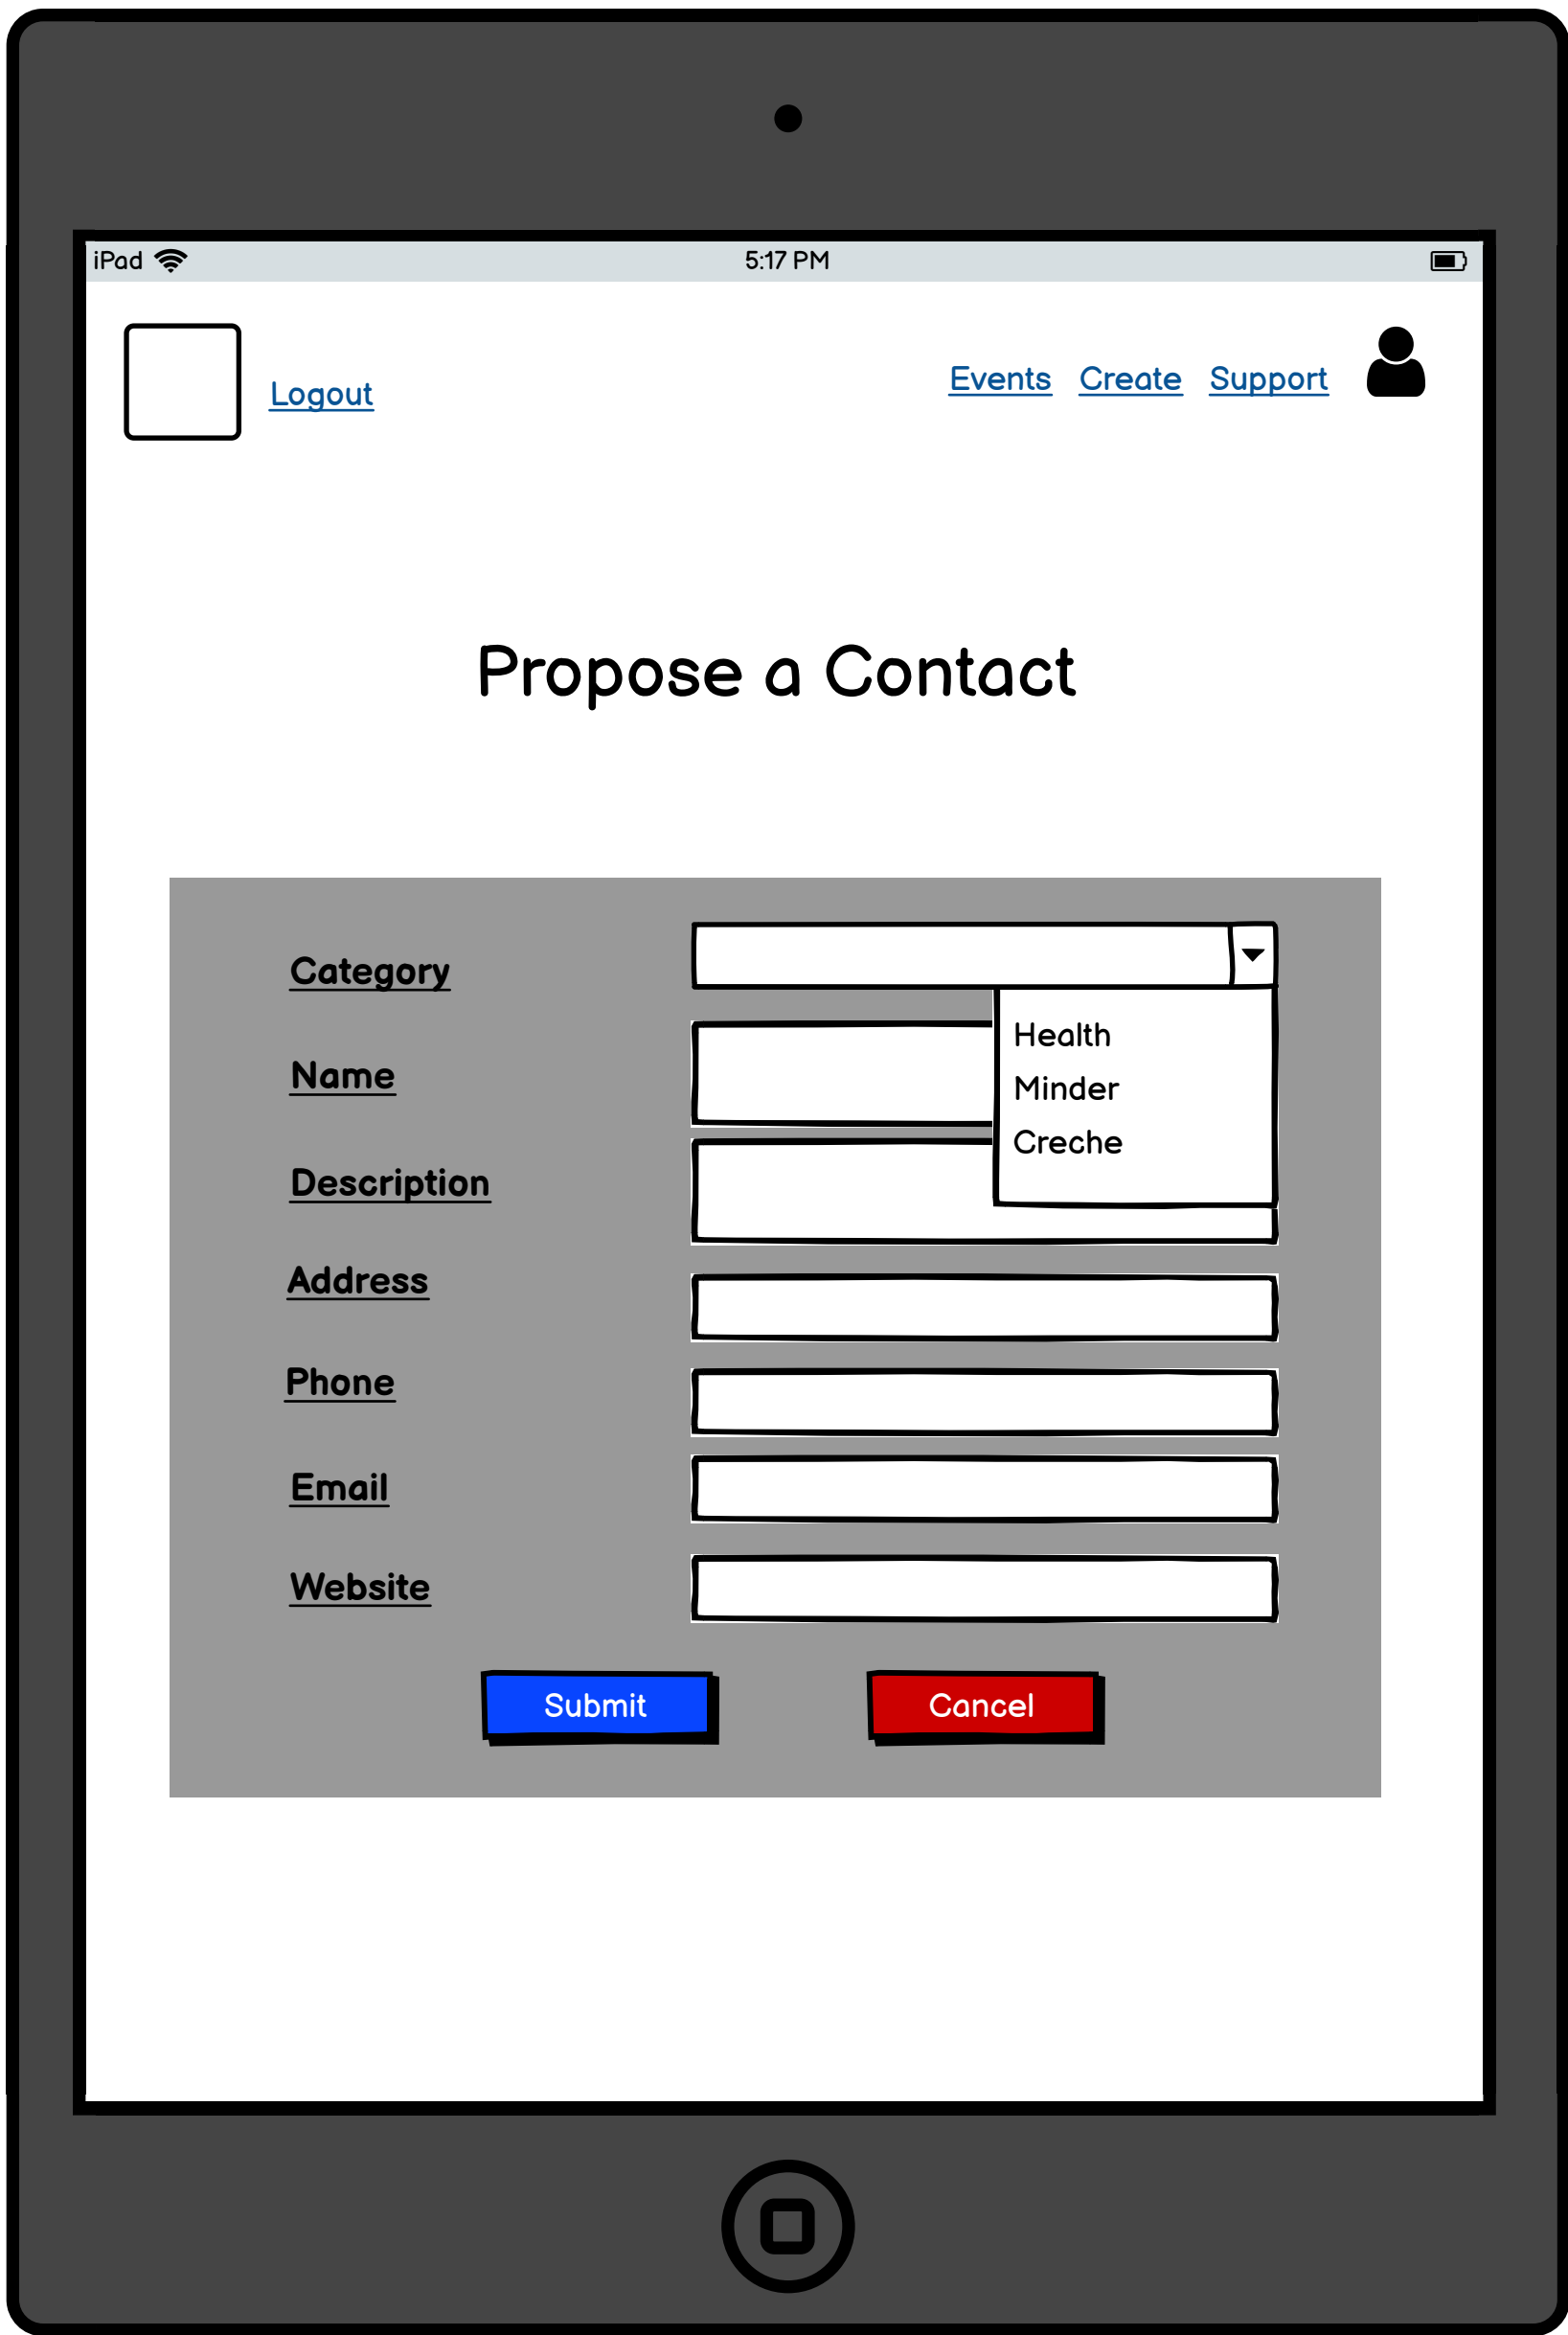 iPad 5:17 PM
Logout Events Create Support
Propose a Contact
Category
Health
Name
Minder
Creche
Description
Address
Phone
Email
Website
Submit Cancel